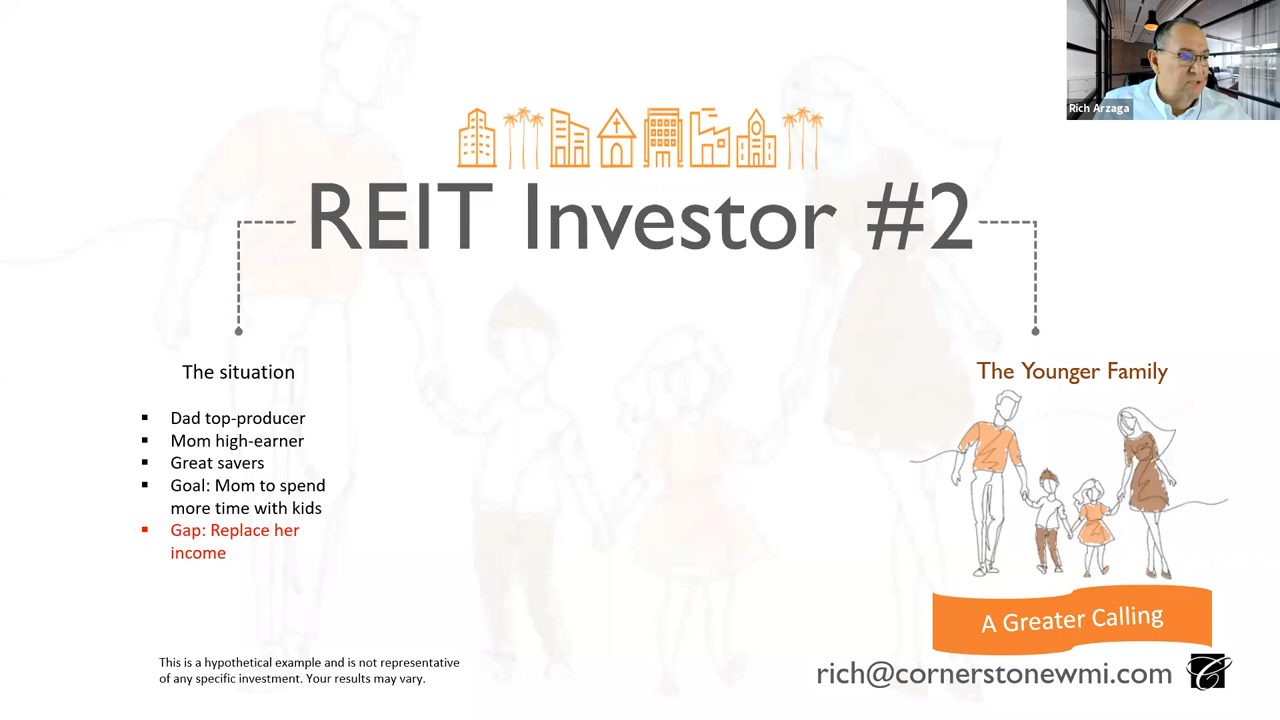 Rich Arzaga
REIT Investor #2
The situation
▪ Dad top-producer
▪ Mom high-earner
▪ Great savers
▪ Goal: Mom to spend
more time with kids
▪ Gap: Replace her
income
The Younger Family
A Greater Calling
This is a hypothetical example and is not representative
of any specific investment. Your results may vary.
rich@cornerstonewmi.com